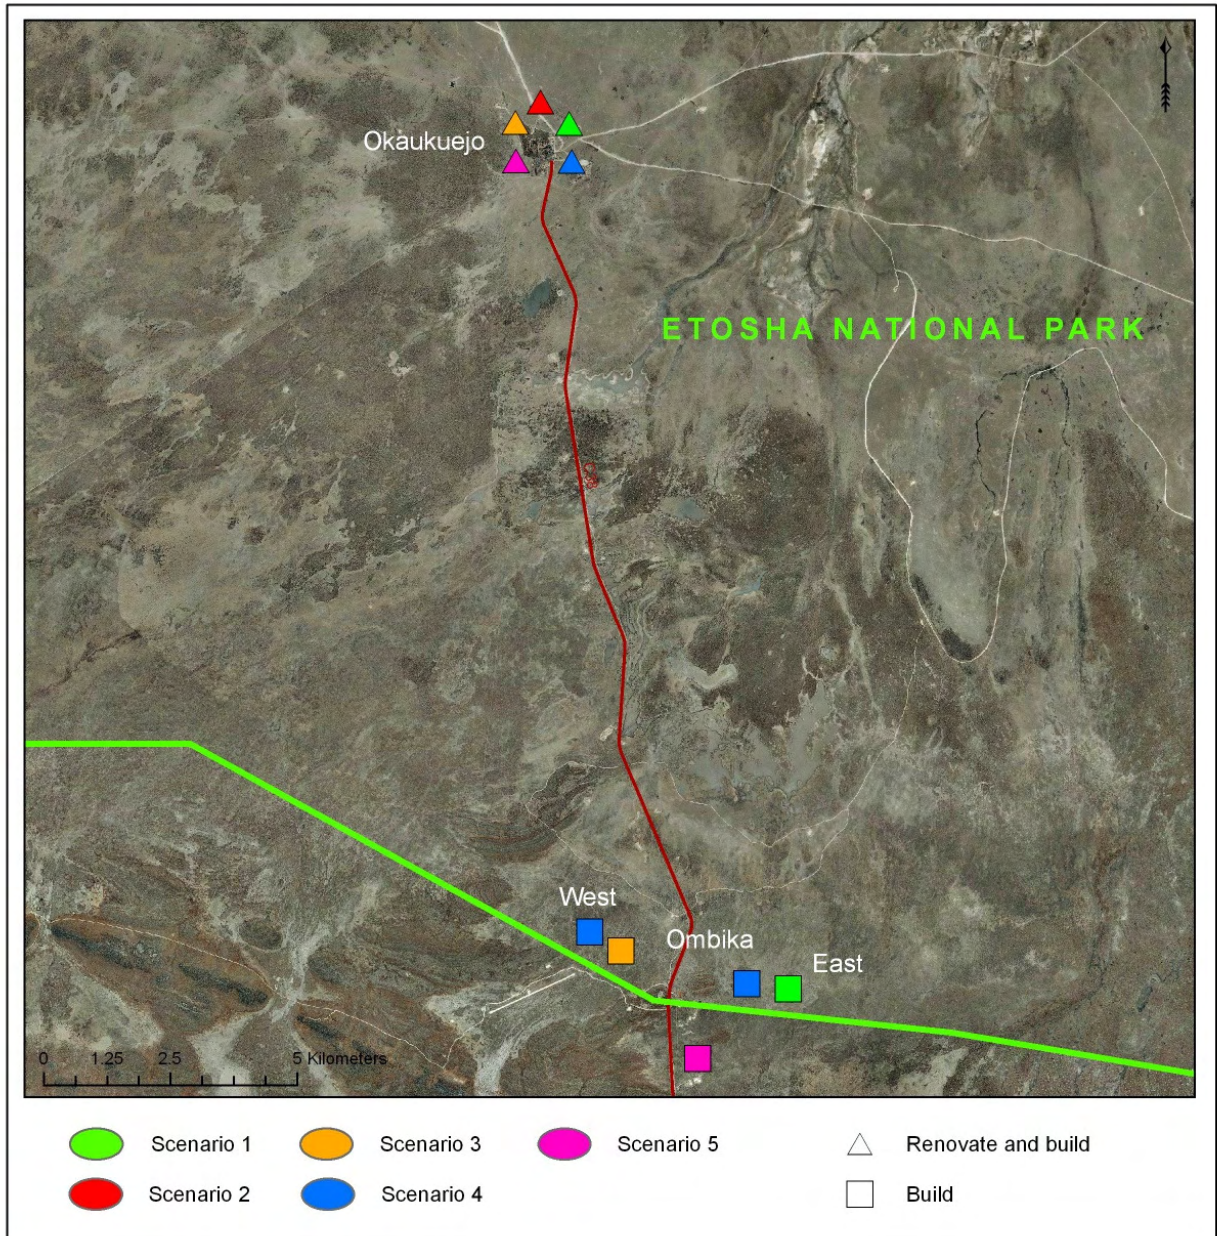 Okaukuejo
ETOSHA NATIONAL PARK
West
Ombika
East
0 1.25 2.5 5 Kilometers
Scenario 1 Scenario 3 Scenario 5 Renovate and build
Scenario 2 Scenario 4 Build